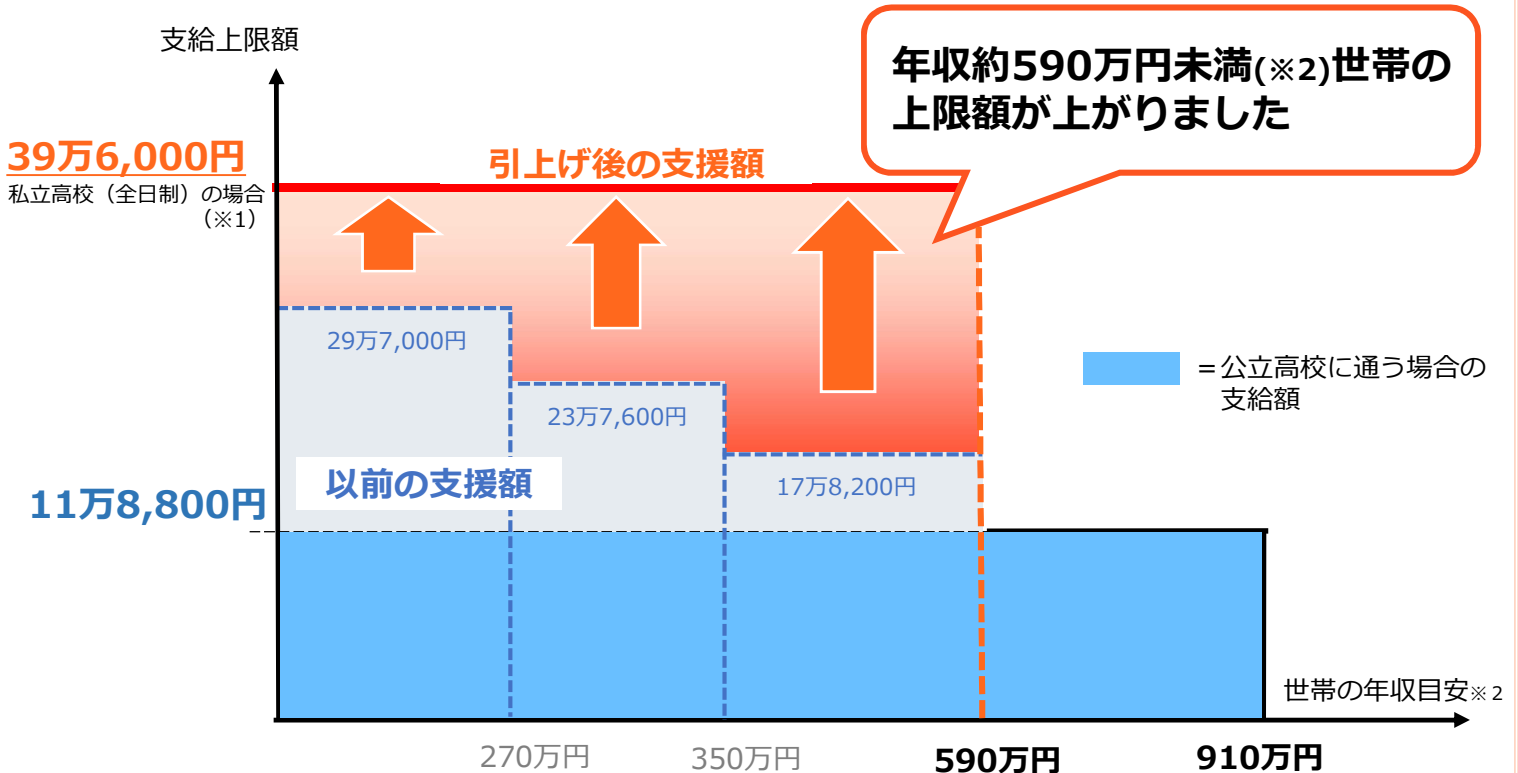 支給上限額
年収約590万円未満(※2)世帯の
上限額が上がりました
39万6,000円
私立高校（全日制）の場合
（※1）
引上げ後の支援額
29万7,000円
23万7,600円
＝公立高校に通う場合の
支給額
以前の支援額
17万8,200円
11万8,800円
世帯の年収目安※2
270万円
350万円
590万円
910万円